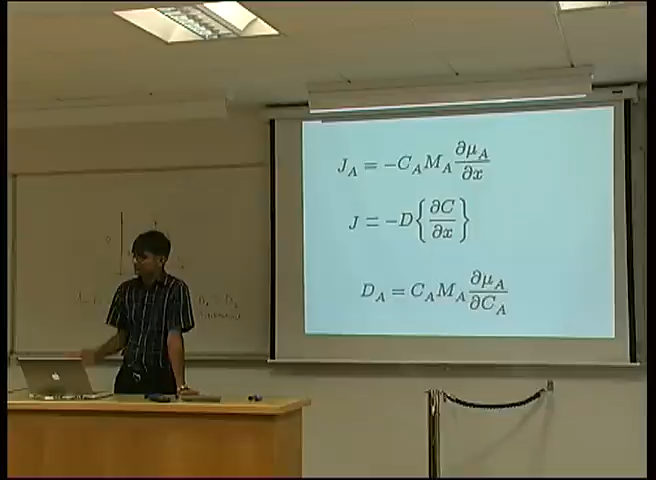 J_A = -C_A M_A ∂μ_A/∂x
J = -D{∂C/∂x}
D_A = C_A M_A ∂μ_A/∂C_A